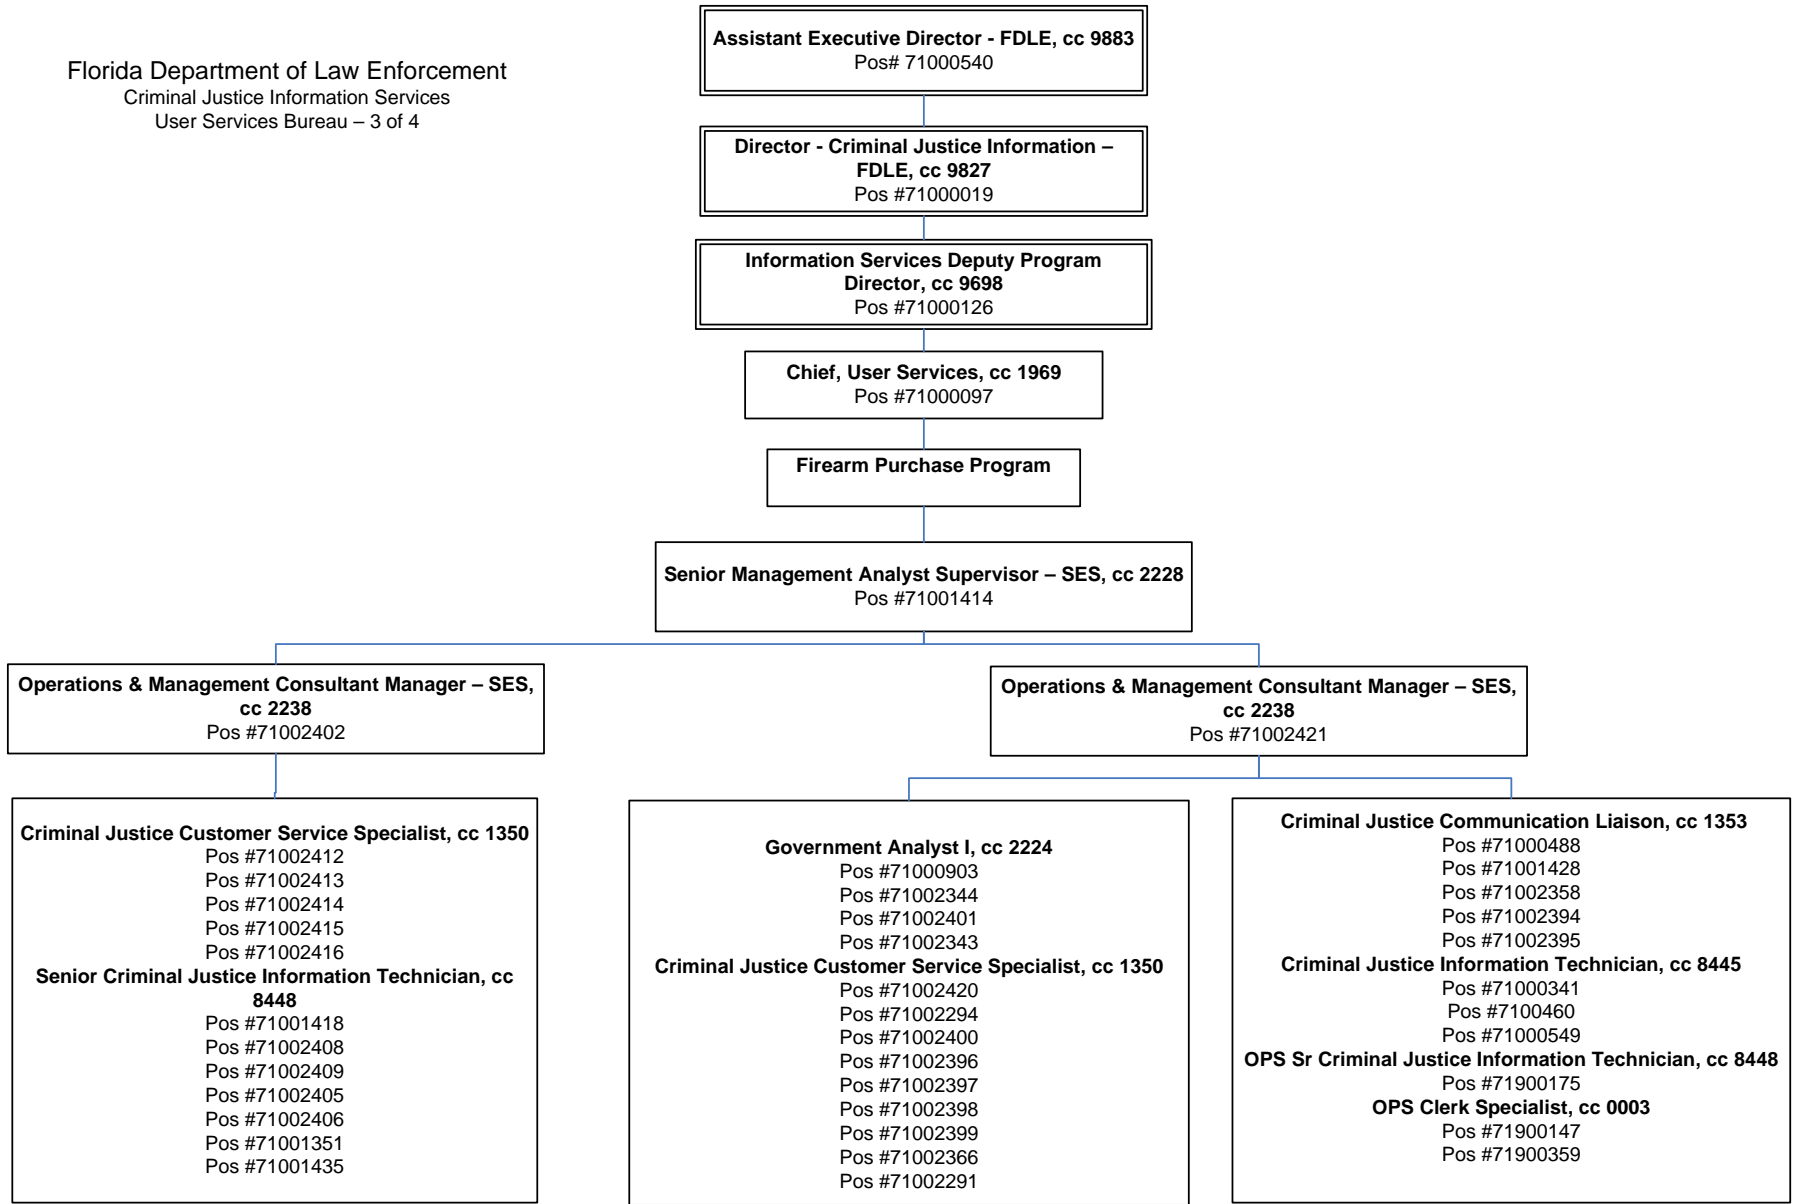 Florida Department of Law Enforcement
Criminal Justice Information Services
User Services Bureau – 3 of 4
Assistant Executive Director - FDLE, cc 9883
Pos# 71000540
Director - Criminal Justice Information –
FDLE, cc 9827
Pos #71000019
Information Services Deputy Program
Director, cc 9698
Pos #71000126
Chief, User Services, cc 1969
Pos #71000097
Firearm Purchase Program
Senior Management Analyst Supervisor – SES, cc 2228
Pos #71001414
Operations & Management Consultant Manager – SES,
cc 2238
Pos #71002402
Operations & Management Consultant Manager – SES,
cc 2238
Pos #71002421
Criminal Justice Customer Service Specialist, cc 1350
Pos #71002412
Pos #71002413
Pos #71002414
Pos #71002415
Pos #71002416
Senior Criminal Justice Information Technician, cc
8448
Pos #71001418
Pos #71002408
Pos #71002409
Pos #71002405
Pos #71002406
Pos #71001351
Pos #71001435
Government Analyst I, cc 2224
Pos #71000903
Pos #71002344
Pos #71002401
Pos #71002343
Criminal Justice Customer Service Specialist, cc 1350
Pos #71002420
Pos #71002294
Pos #71002400
Pos #71002396
Pos #71002397
Pos #71002398
Pos #71002399
Pos #71002366
Pos #71002291
Criminal Justice Communication Liaison, cc 1353
Pos #71000488
Pos #71001428
Pos #71002358
Pos #71002394
Pos #71002395
Criminal Justice Information Technician, cc 8445
Pos #71000341
Pos #7100460
Pos #71000549
OPS Sr Criminal Justice Information Technician, cc 8448
Pos #71900175
OPS Clerk Specialist, cc 0003
Pos #71900147
Pos #71900359